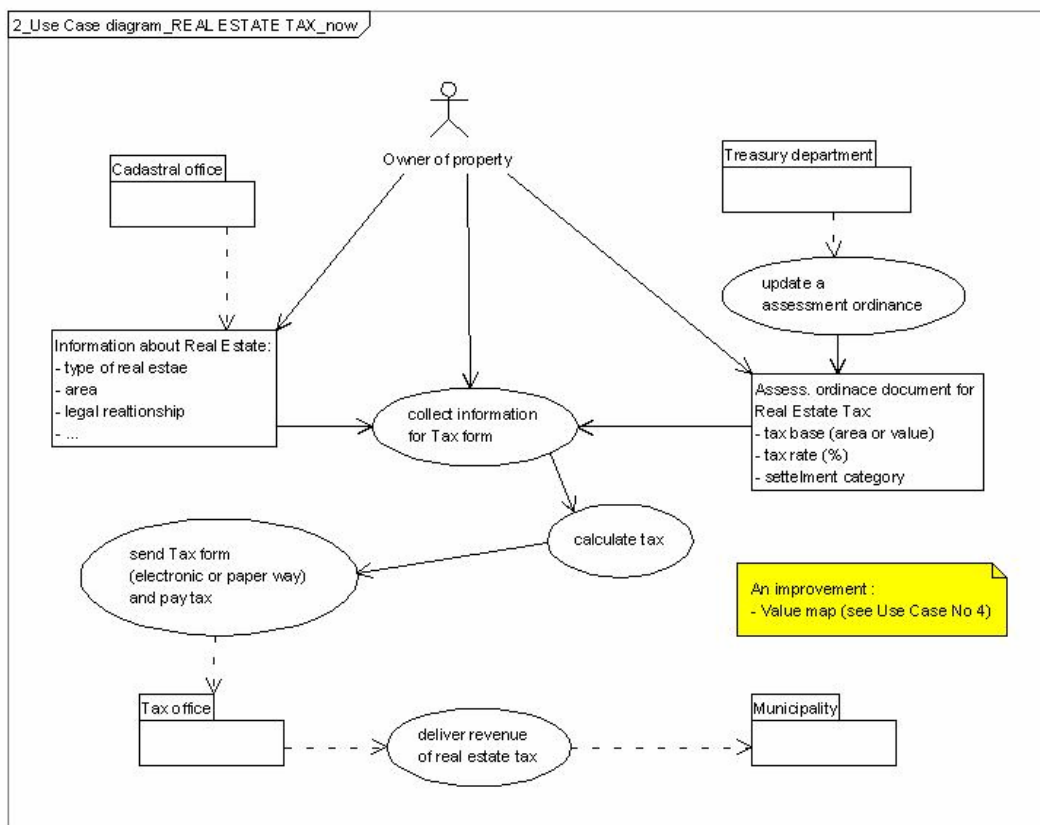 2_Use Case diagram_REAL ESTATE TAX_now
Owner of property
Cadastral office
Treasury department
update a
assessment ordinance
Information about Real Estate:
- type of real estae
- area
- legal realtionship
- ...
collect information
for Tax form
Assess. ordinace document for
Real Estate Tax
- tax base (area or value)
- tax rate (%)
- settelment category
calculate tax
send Tax form
(electronic or paper way)
and pay tax
An improvement :
- Value map (see Use Case No 4)
Tax office
deliver revenue
of real estate tax
Municipality